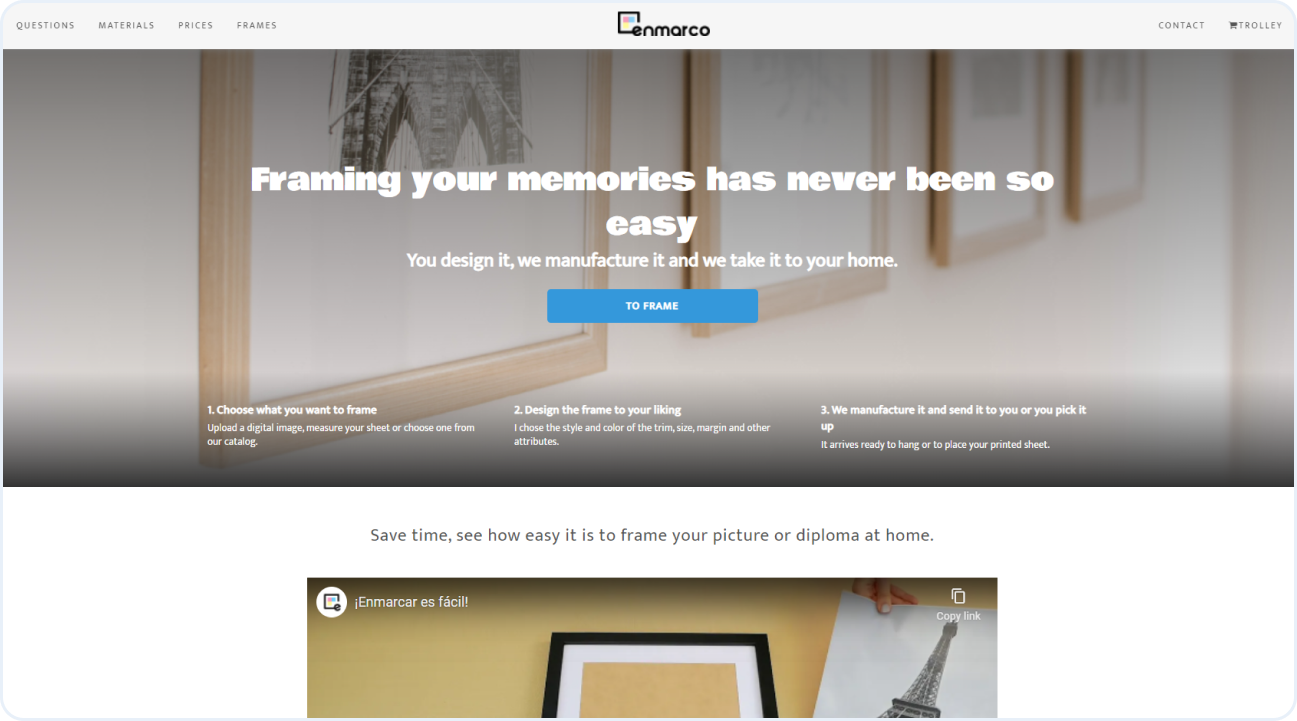 QUESTIONS MATERIALS PRICES FRAMES
enmarco
CONTACT TROLLEY
Framing your memories has never been so
easy
You design it, we manufacture it and we take it to your home.
TO FRAME
1. Choose what you want to frame
Upload a digital image, measure your sheet or choose one from
our catalog.
2. Design the frame to your liking
I chose the style and color of the trim, size, margin and other
attributes.
3. We manufacture it and send it to you or you pick it
up
It arrives ready to hang or to place your printed sheet.
Save time, see how easy it is to frame your picture or diploma at home.
¡Enmarcar es fácil!
Copy link